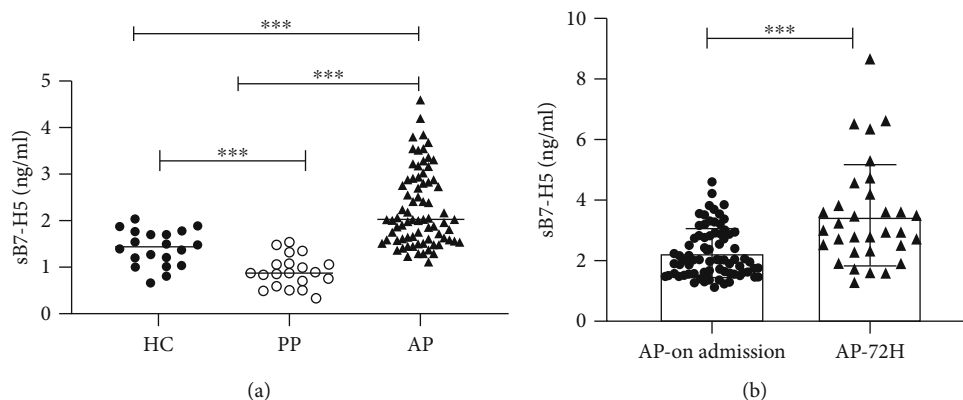 ***
***
***
5
4
3
2
1
0
sB7-H5 (ng/ml)
HC PP AP
(a)
***
10
8
6
4
2
0
sB7-H5 (ng/ml)
AP-on admission AP-72H
(b)